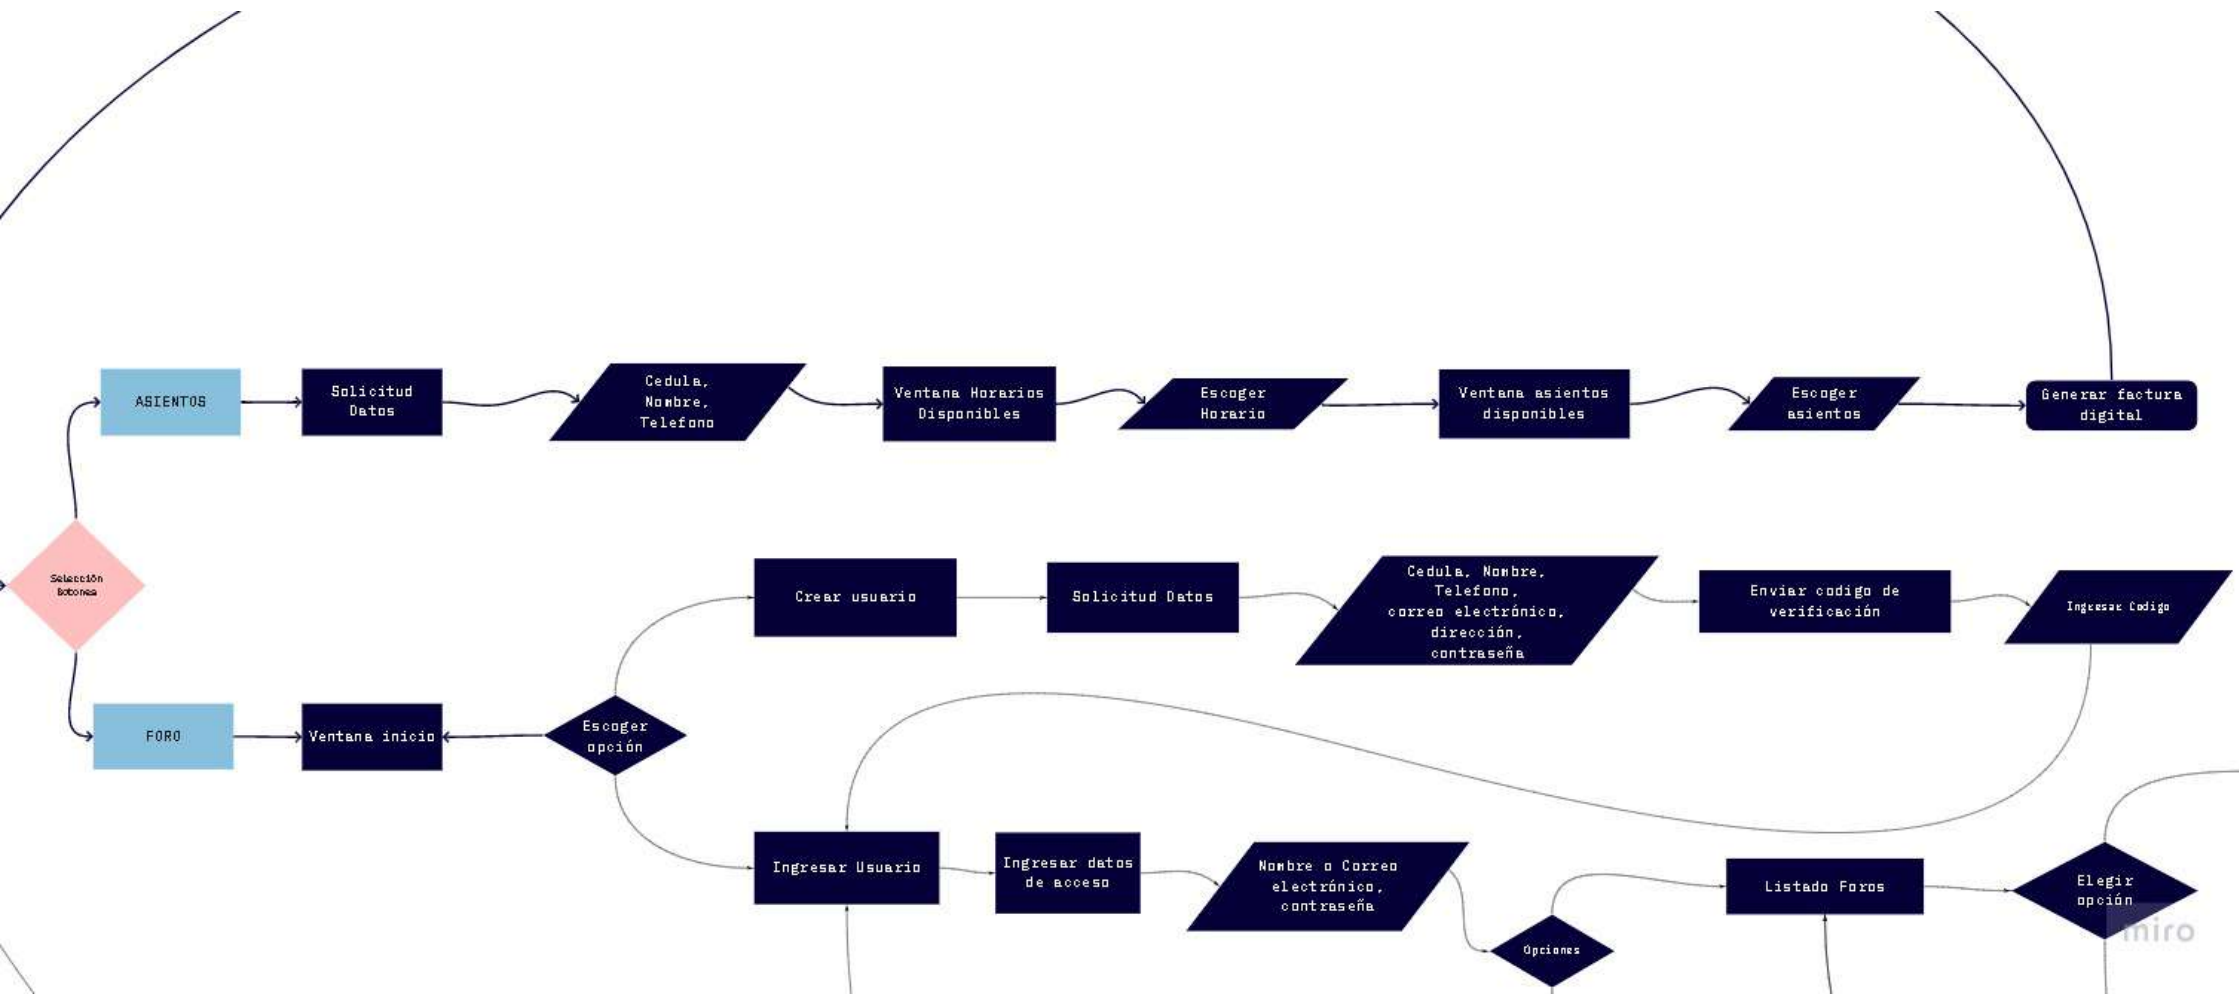 ASIENTOS
Solicitud
Datos
Cedula,
Nombre,
Telefono
Ventana Horarios
Disponibles
Escoger
Horario
Ventana asientos
disponibles
Escoger
asientos
Generar factura
digital
Selección
Botones
Crear usuario
Solicitud Datos
Cedula, Nombre,
Telefono,
correo electrónico,
dirección,
contraseña
Enviar codigo de
verificación
Ingresar Codigo
FORO
Ventana inicio
Escoger
opción
Ingresar Usuario
Ingresar datos
de acceso
Nombre o Correo
electrónico,
contraseña
Opciones
Listado Foros
Elegir
opción
miro